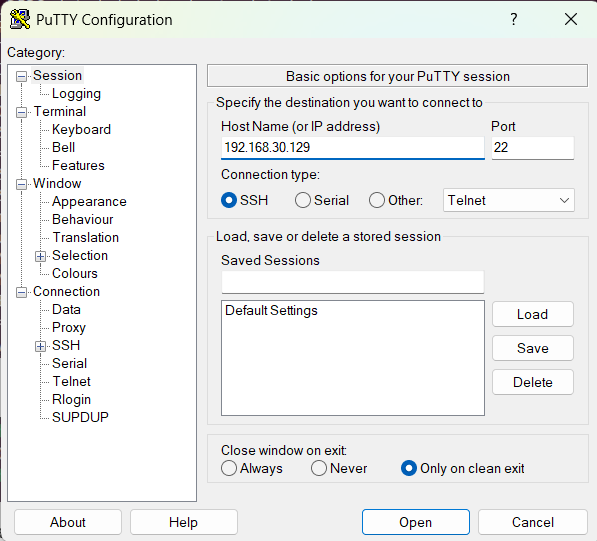 PuTTY Configuration
?
Category:
Session
Logging
Terminal
Keyboard
Bell
Features
Window
Appearance
Behaviour
Translation
Selection
Colours
Connection
Data
Proxy
SSH
Serial
Telnet
Rlogin
SUPDUP
Basic options for your PuTTY session
Specify the destination you want to connect to
Host Name (or IP address) Port
192.168.30.129 22
Connection type:
SSH Serial Other: Telnet
Load, save or delete a stored session
Saved Sessions
Default Settings
Load
Save
Delete
Close window on exit:
Always Never Only on clean exit
About Help Open Cancel